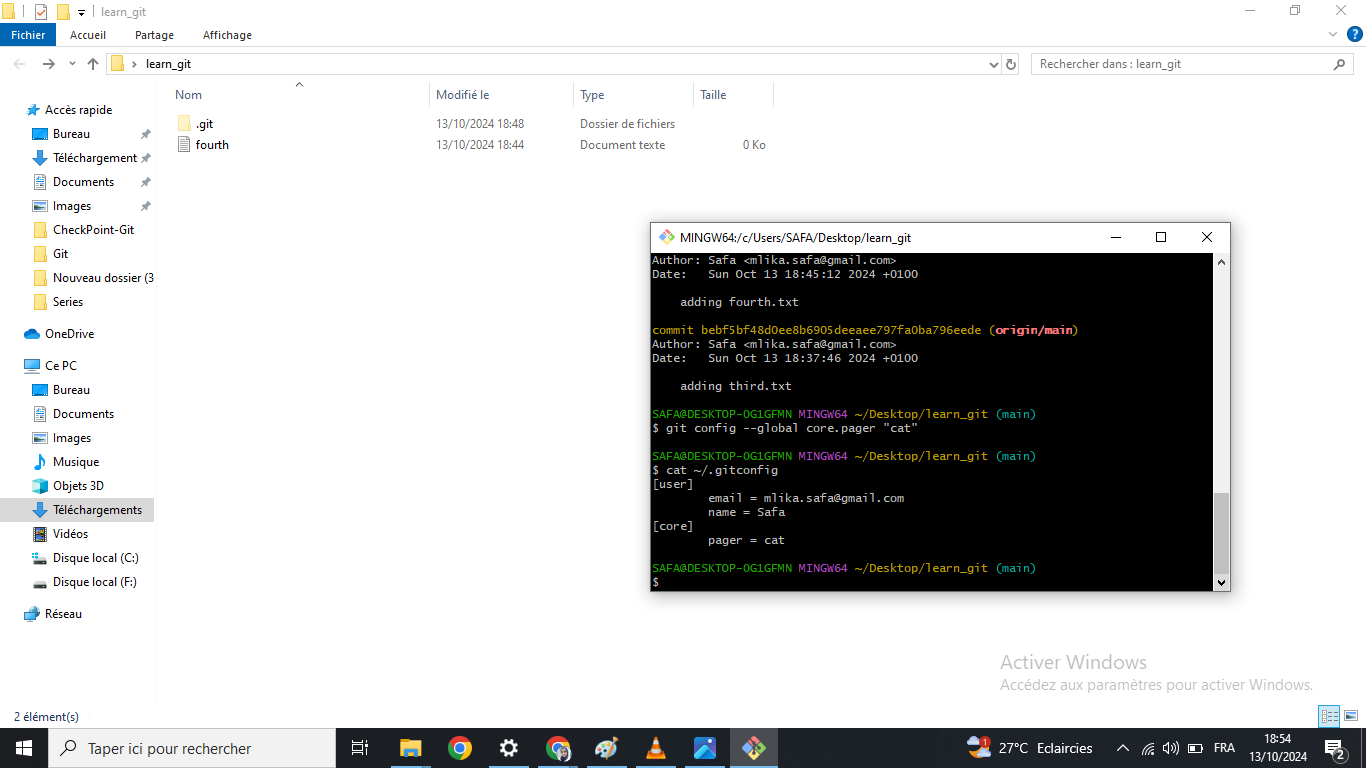 learn_git
Fichier Accueil Partage Affichage
learn_git
Rechercher dans : learn_git
Nom Modifié le Type Taille
.git 13/10/2024 18:48 Dossier de fichiers
fourth 13/10/2024 18:44 Document texte 0 Ko
Accès rapide
Bureau
Téléchargement
Documents
Images
CheckPoint-Git
Git
Nouveau dossier (3
Series
OneDrive
Ce PC
Bureau
Documents
Images
Musique
Objets 3D
Téléchargements
Vidéos
Disque local (C:)
Disque local (F:)
Réseau
MINGW64:/c/Users/SAFA/Desktop/learn_git
Author: Safa <mlika.safa@gmail.com>
Date:   Sun Oct 13 18:45:12 2024 +0100
adding fourth.txt
commit bebf5bf48d0ee8b6905deeaee797fa0ba796eede (origin/main)
Author: Safa <mlika.safa@gmail.com>
Date:   Sun Oct 13 18:37:46 2024 +0100
adding third.txt
SAFA@DESKTOP-OG1GFMN MINGW64 ~/Desktop/learn_git (main)
$ git config --global core.pager "cat"
SAFA@DESKTOP-OG1GFMN MINGW64 ~/Desktop/learn_git (main)
$ cat ~/.gitconfig
[user]
email = mlika.safa@gmail.com
name = Safa
[core]
pager = cat
SAFA@DESKTOP-OG1GFMN MINGW64 ~/Desktop/learn_git (main)
$
Activer Windows
Accédez aux paramètres pour activer Windows.
2 élément(s)
Taper ici pour rechercher
1
27°C Eclaircies
FRA
18:54
13/10/2024
2